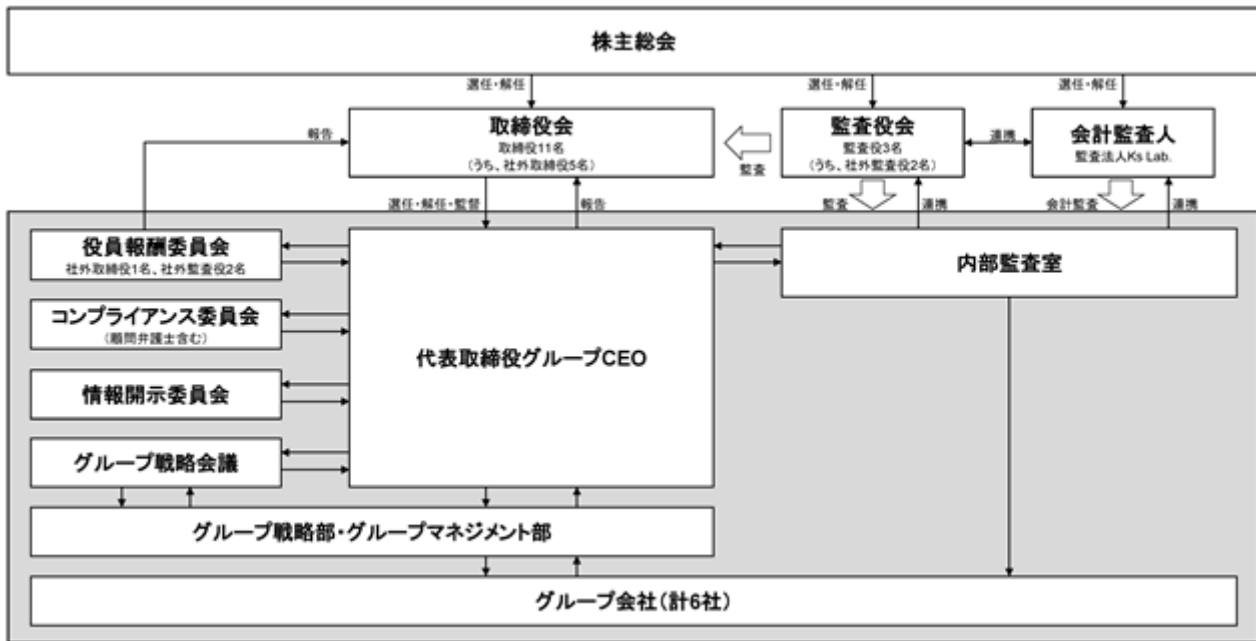 株主総会
選任・解任
選任・解任
選任・解任
取締役会
取締役11名
(うち、社外取締役5名)
報告
監査
監査役会
監査役3名
(うち、社外監査役2名)
連携
会計監査人
監査法人Ks Lab.
選任・解任・監督
報告
監査
連携
会計監査
連携
役員報酬委員会
社外取締役1名、社外監査役2名
コンプライアンス委員会
(顧問弁護士含む)
情報開示委員会
グループ戦略会議
代表取締役グループCEO
内部監査室
グループ戦略部・グループマネジメント部
グループ会社(計6社)